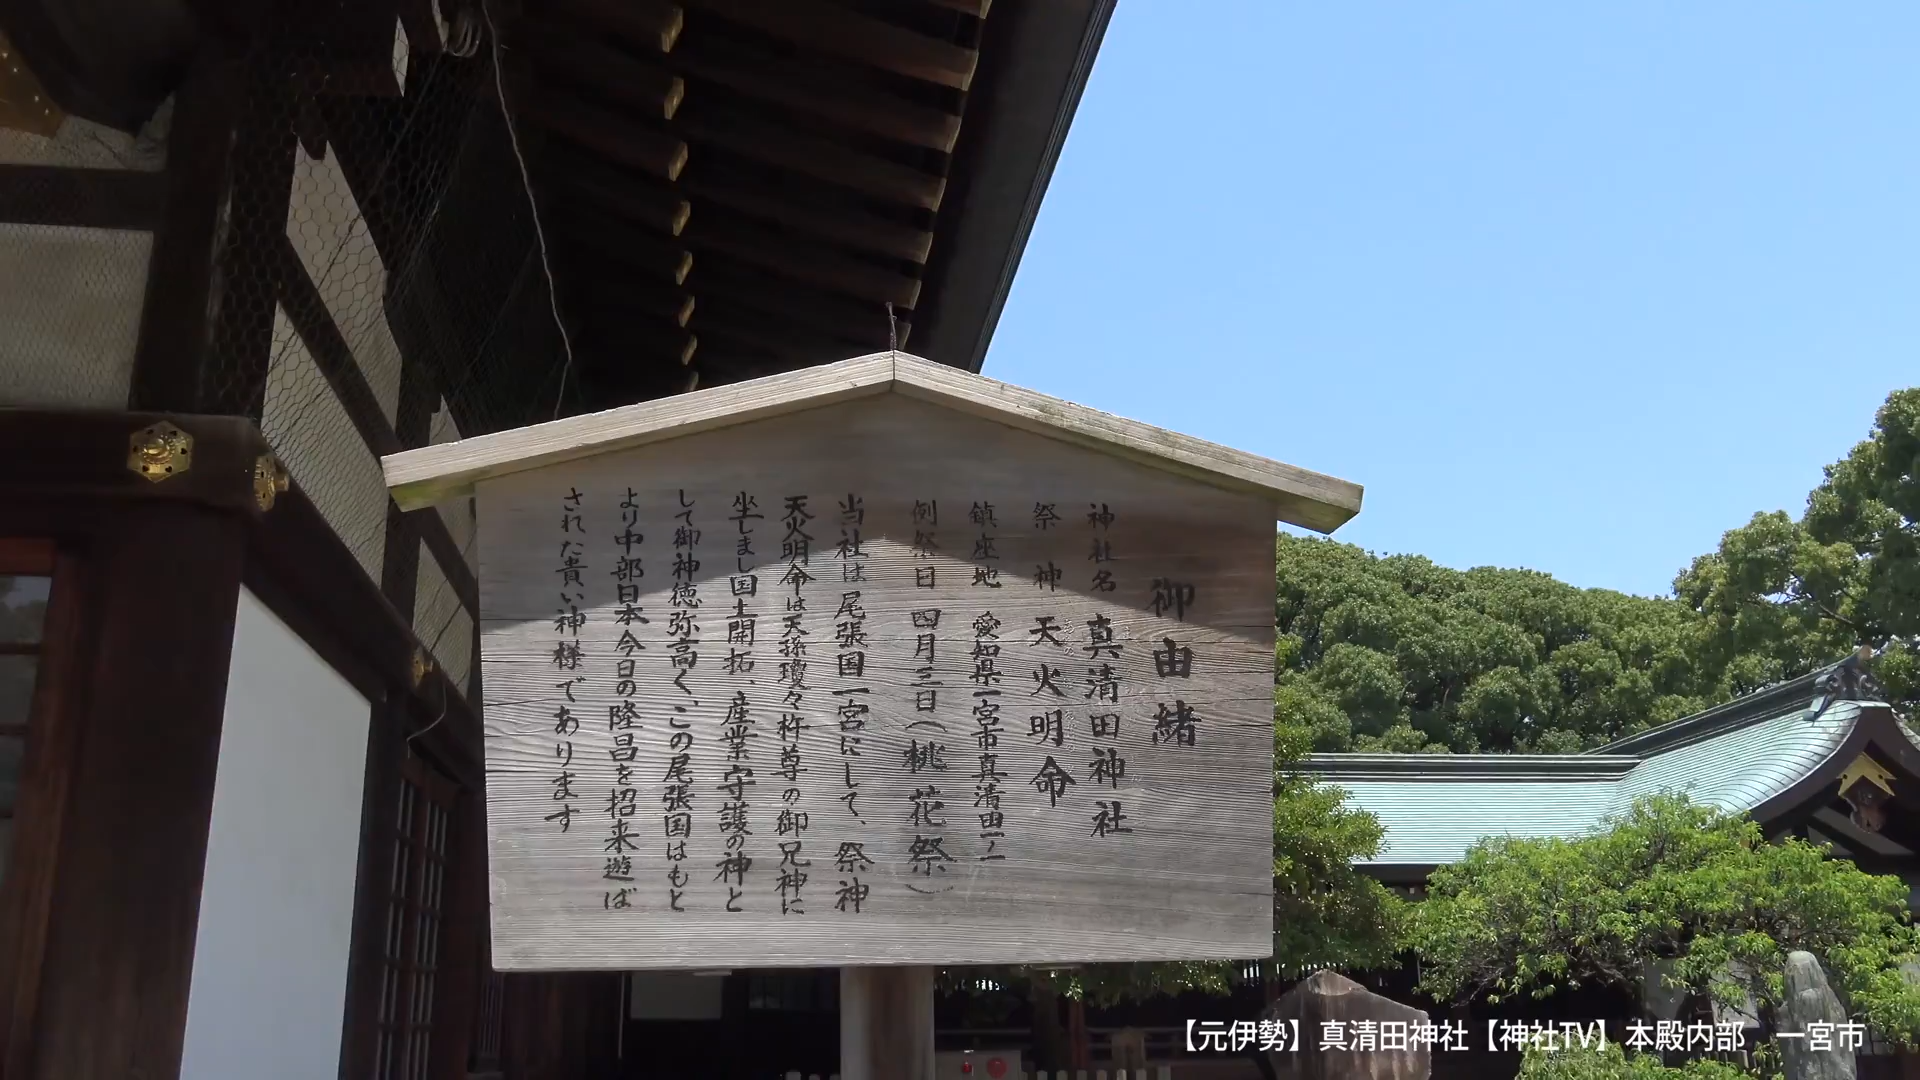 御由緒
神社名 真清田神社
祭神 天火明命
鎮座地 愛知県一宮市真清田一ノ一
例祭日 四月三日(桃花祭)
当社は尾張国一宮にして、祭神
天火明命は天孫瓊々杵尊の御兄神に
坐しまし国土開拓、産業守護の神と
して御神徳弥高く、この尾張国はもと
より中部日本今日の隆昌を招来遊ば
された貴い神様であります
【元伊勢】真清田神社【神社TV】本殿内部 一宮市